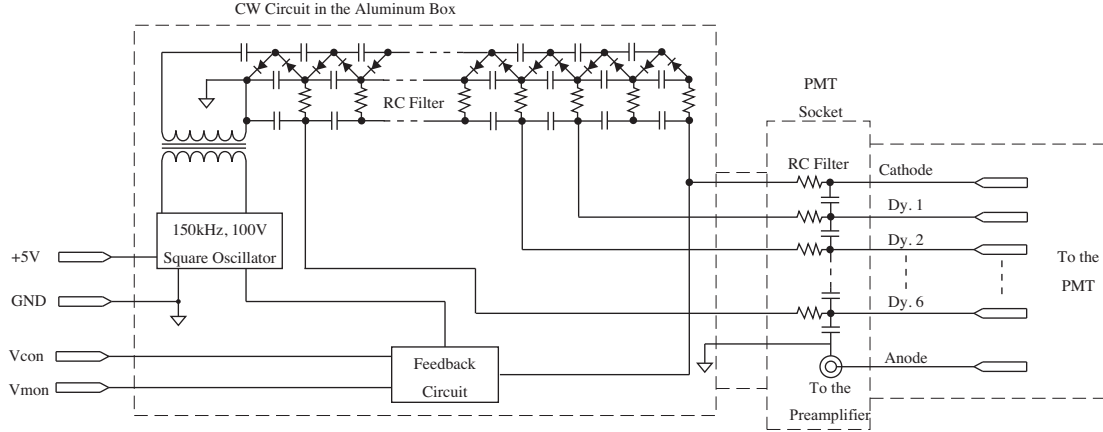 CW Circuit in the Aluminum Box
RC Filter
PMT
Socket
RC Filter
Cathode
Dy. 1
Dy. 2
Dy. 6
Anode
To the
PMT
150kHz, 100V
Square Oscillator
+5V
GND
Vcon
Vmon
Feedback
Circuit
To the
Preamplifier